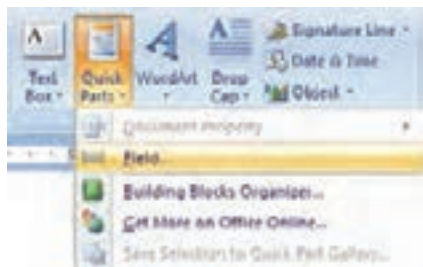 Signature Line
Date & Time
Object
Text Box
Quick Parts
WordArt
Drop Cap
Document Property
Field...
Building Blocks Organizer...
Get More on Office Online...
Save Selection to Quick Part Gallery...